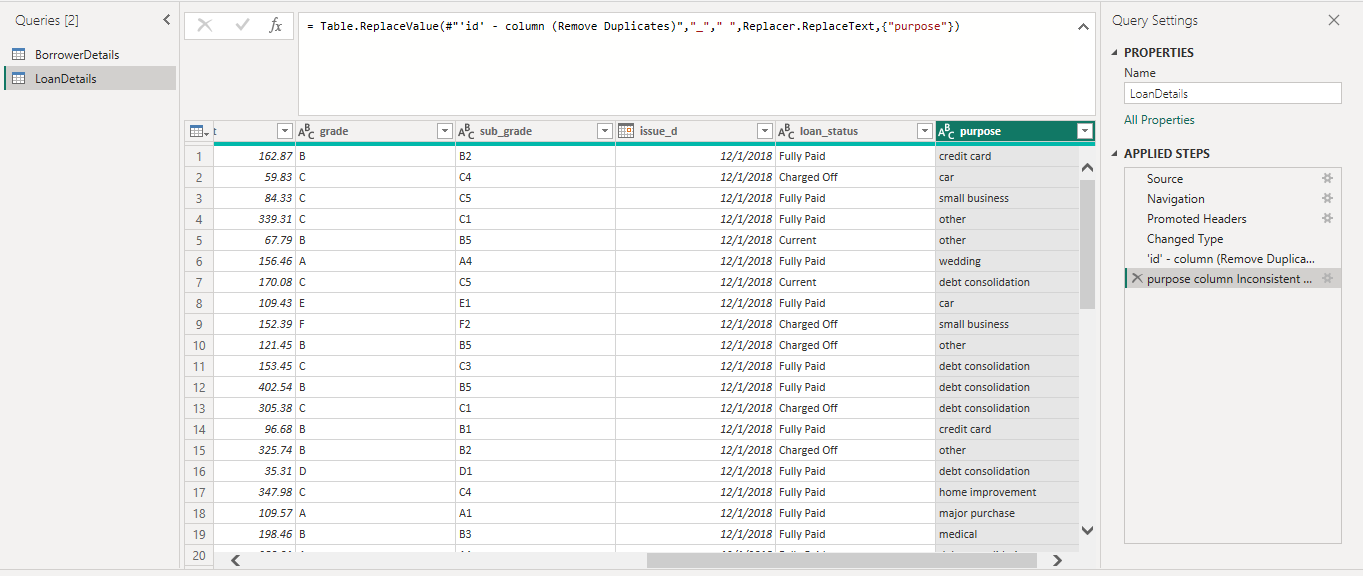 Queries [2]
BorrowerDetails
LoanDetails
fx
= Table.ReplaceValue(#"'id' - column (Remove Duplicates)","_"," ",Replacer.ReplaceText,{"purpose"})
t ABC grade ABC sub_grade issue_d ABC loan_status ABC purpose
1 162.87 B B2 12/1/2018 Fully Paid credit card
2 59.83 C C4 12/1/2018 Charged Off car
3 84.33 C C5 12/1/2018 Fully Paid small business
4 339.31 C C1 12/1/2018 Fully Paid other
5 67.79 B B5 12/1/2018 Current other
6 156.46 A A4 12/1/2018 Fully Paid wedding
7 170.08 C C5 12/1/2018 Current debt consolidation
8 109.43 E E1 12/1/2018 Fully Paid car
9 152.39 F F2 12/1/2018 Charged Off small business
10 121.45 B B5 12/1/2018 Charged Off other
11 153.45 C C3 12/1/2018 Fully Paid debt consolidation
12 402.54 B B5 12/1/2018 Fully Paid debt consolidation
13 305.38 C C1 12/1/2018 Charged Off debt consolidation
14 96.68 B B1 12/1/2018 Fully Paid credit card
15 325.74 B B2 12/1/2018 Charged Off other
16 35.31 D D1 12/1/2018 Fully Paid debt consolidation
17 347.98 C C4 12/1/2018 Fully Paid home improvement
18 109.57 A A1 12/1/2018 Fully Paid major purchase
19 198.46 B B3 12/1/2018 Fully Paid medical
20
Query Settings
PROPERTIES
Name
LoanDetails
All Properties
APPLIED STEPS
Source
Navigation
Promoted Headers
Changed Type
'id' - column (Remove Duplica...
purpose column Inconsistent ...